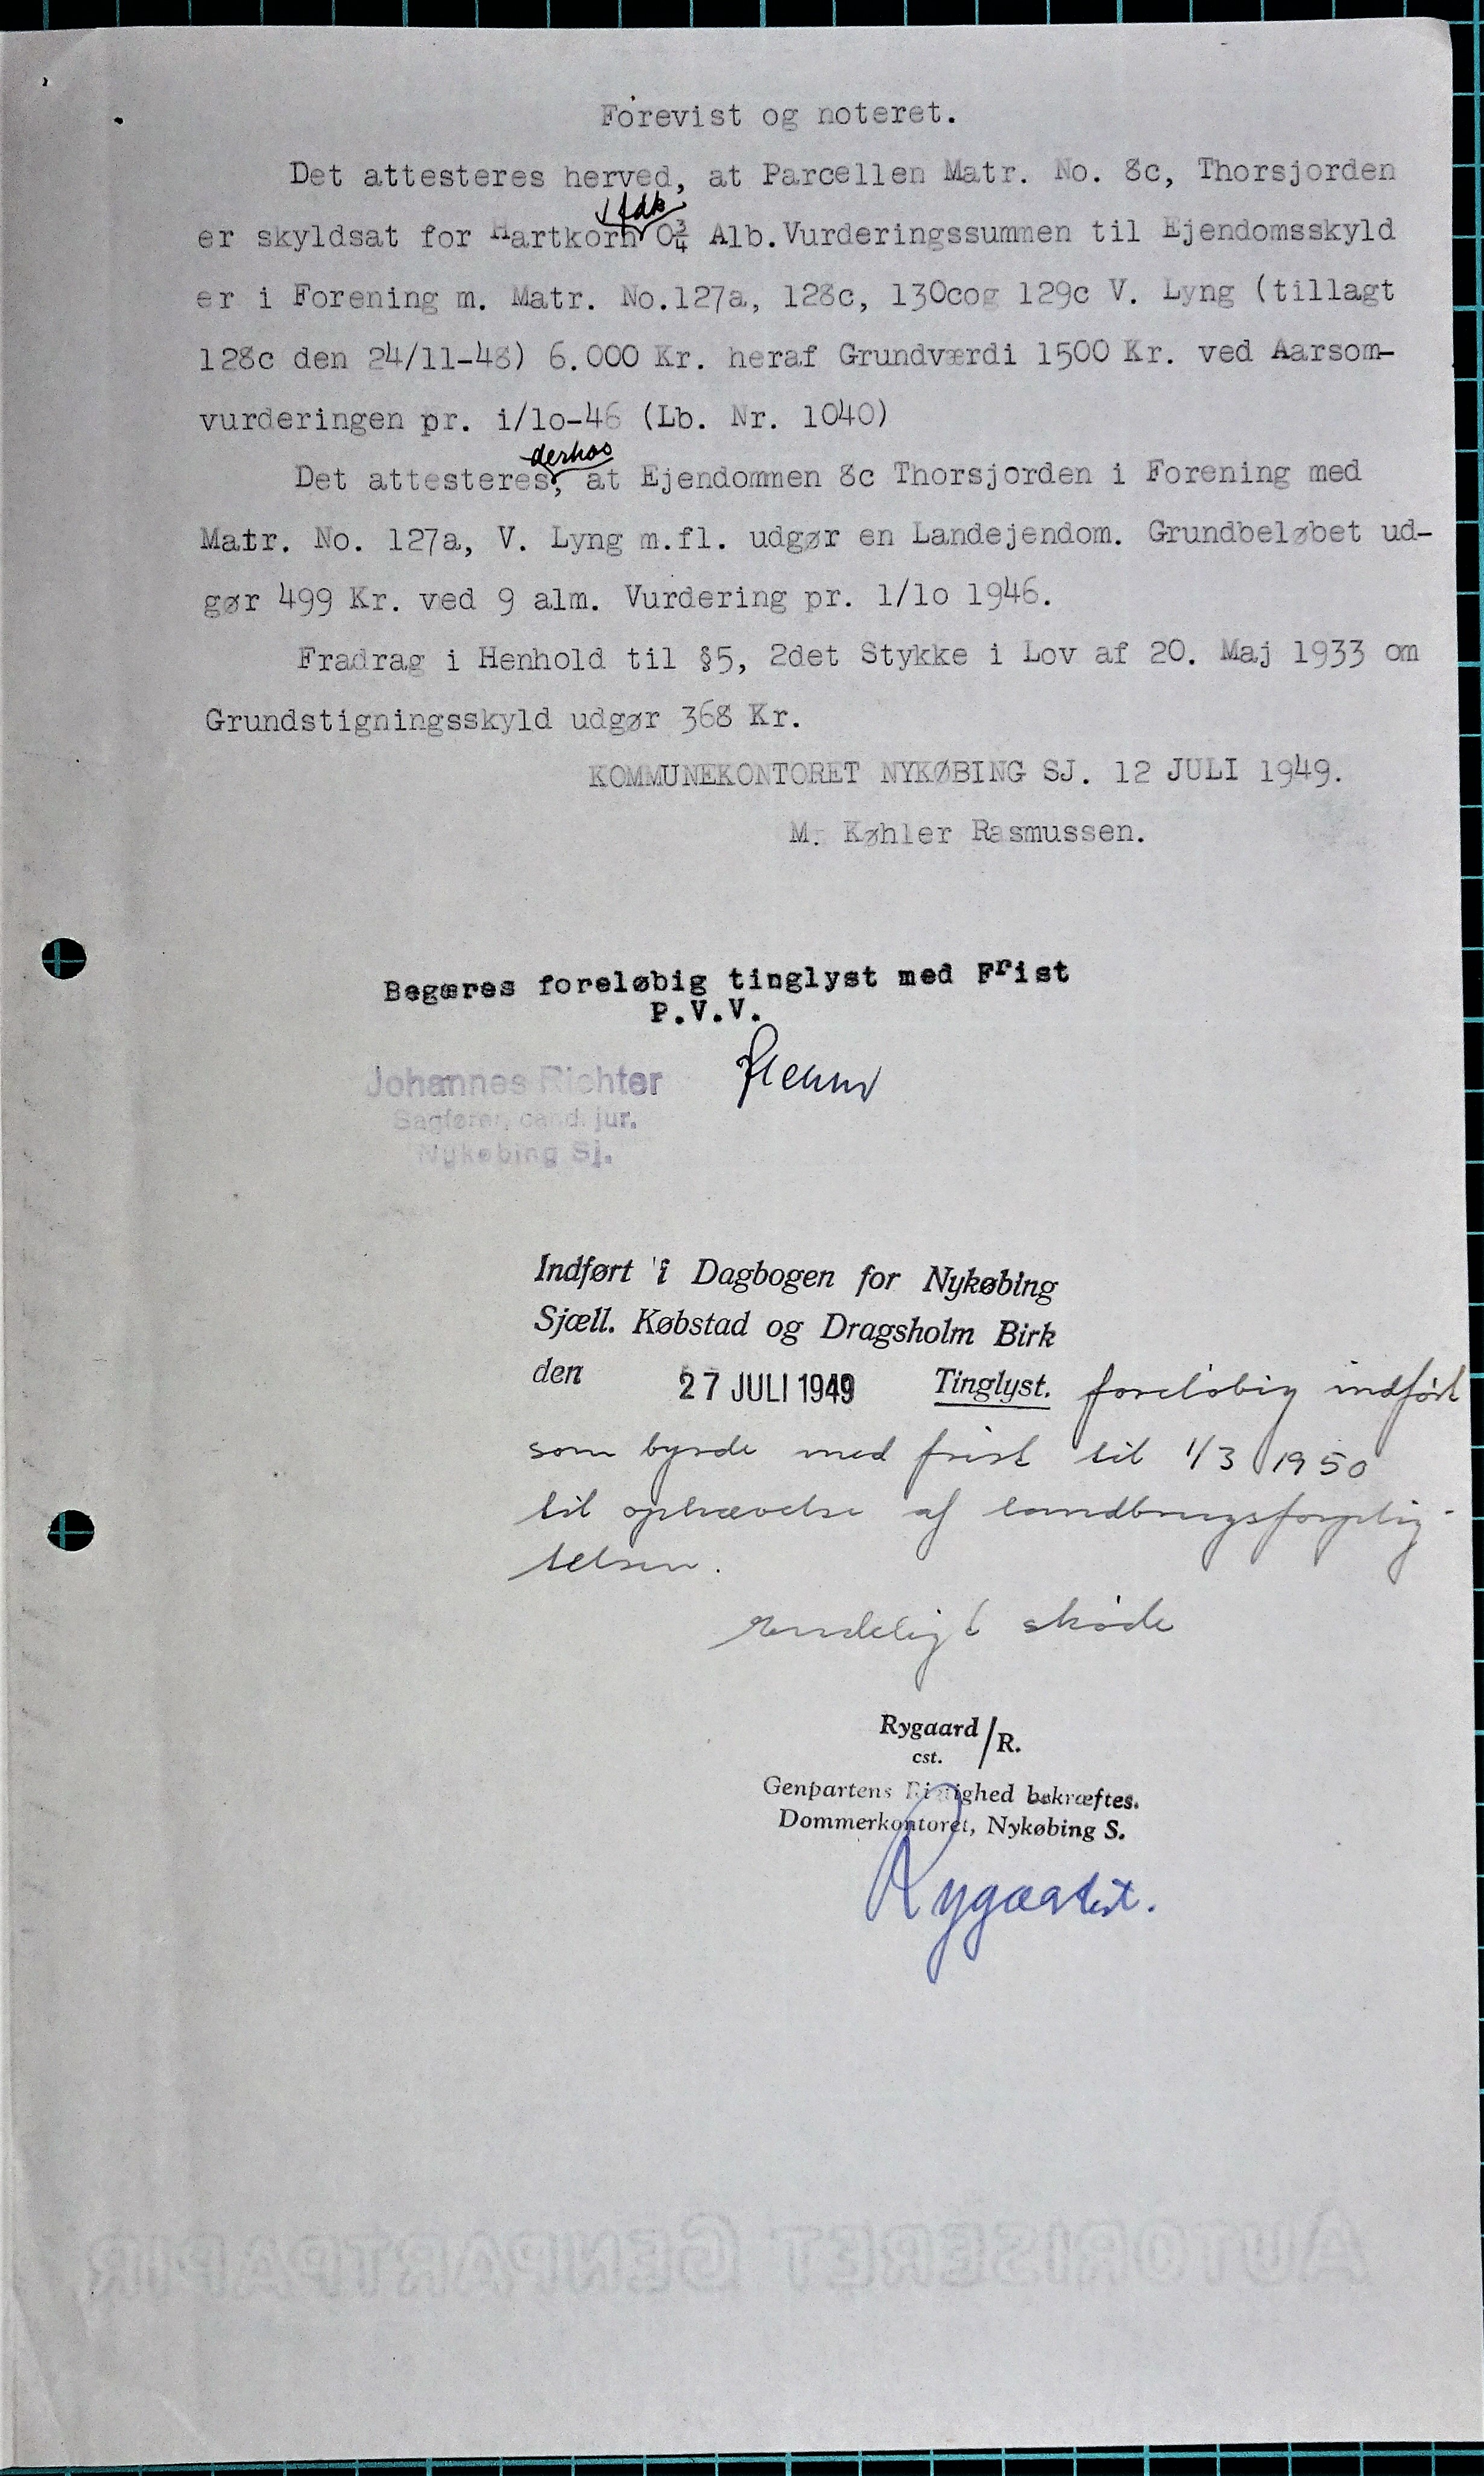 Forevist og noteret.
Det attesteres herved, at Parcellen Matr. No. 8c, Thorsjorden
er skyldsat for Hartkorn 0¾ Alb. Vurderingssummen til Ejendomsskyld
er i Forening m. Matr. No.127a, 128c, 130cog 129c V. Lyng (tillagt
128c den 24/11-48) 6.000 Kr. heraf Grundværdi 1500 Kr. ved Aarsom-
vurderingen pr. i/lo-46 (Lb. Nr. 1040)
derhos
Det attesteres, at Ejendommen 8c Thorsjorden i Forening med
Matr. No. 127a, V. Lyng m.fl. udgør en Landejendom. Grundbeløbet ud-
gør 499 Kr. ved 9 alm. Vurdering pr. 1/lo 1946.
Fradrag i Henhold til §5, 2det Stykke i Lov af 20. Maj 1933 om
Grundstigningsskyld udgør 368 Kr.
KOMMUNEKONTORET NYKØBING SJ. 12 JULI 1949.
M. Køhler Rasmussen.
Begæres foreløbig tinglyst med Frist
P.V.V.
Johannes Richter
Sagfører, cand. jur.
Nykøbing Sj.
Indført i Dagbogen for Nykøbing
Sjæll. Købstad og Dragsholm Birk
den 27 JULI 1949 Tinglyst. foreløbig indført
som byrde med frist til 1/3 1950
til ophævelse af landbrugsforplig-
telsen.
endeligt skøde
Rygaard/R.
cst.
Genpartens Rigtighed bekræftes.
Dommerkontoret, Nykøbing S.
Rygaard cst.
AUTORISERET GENPARTPAPIR